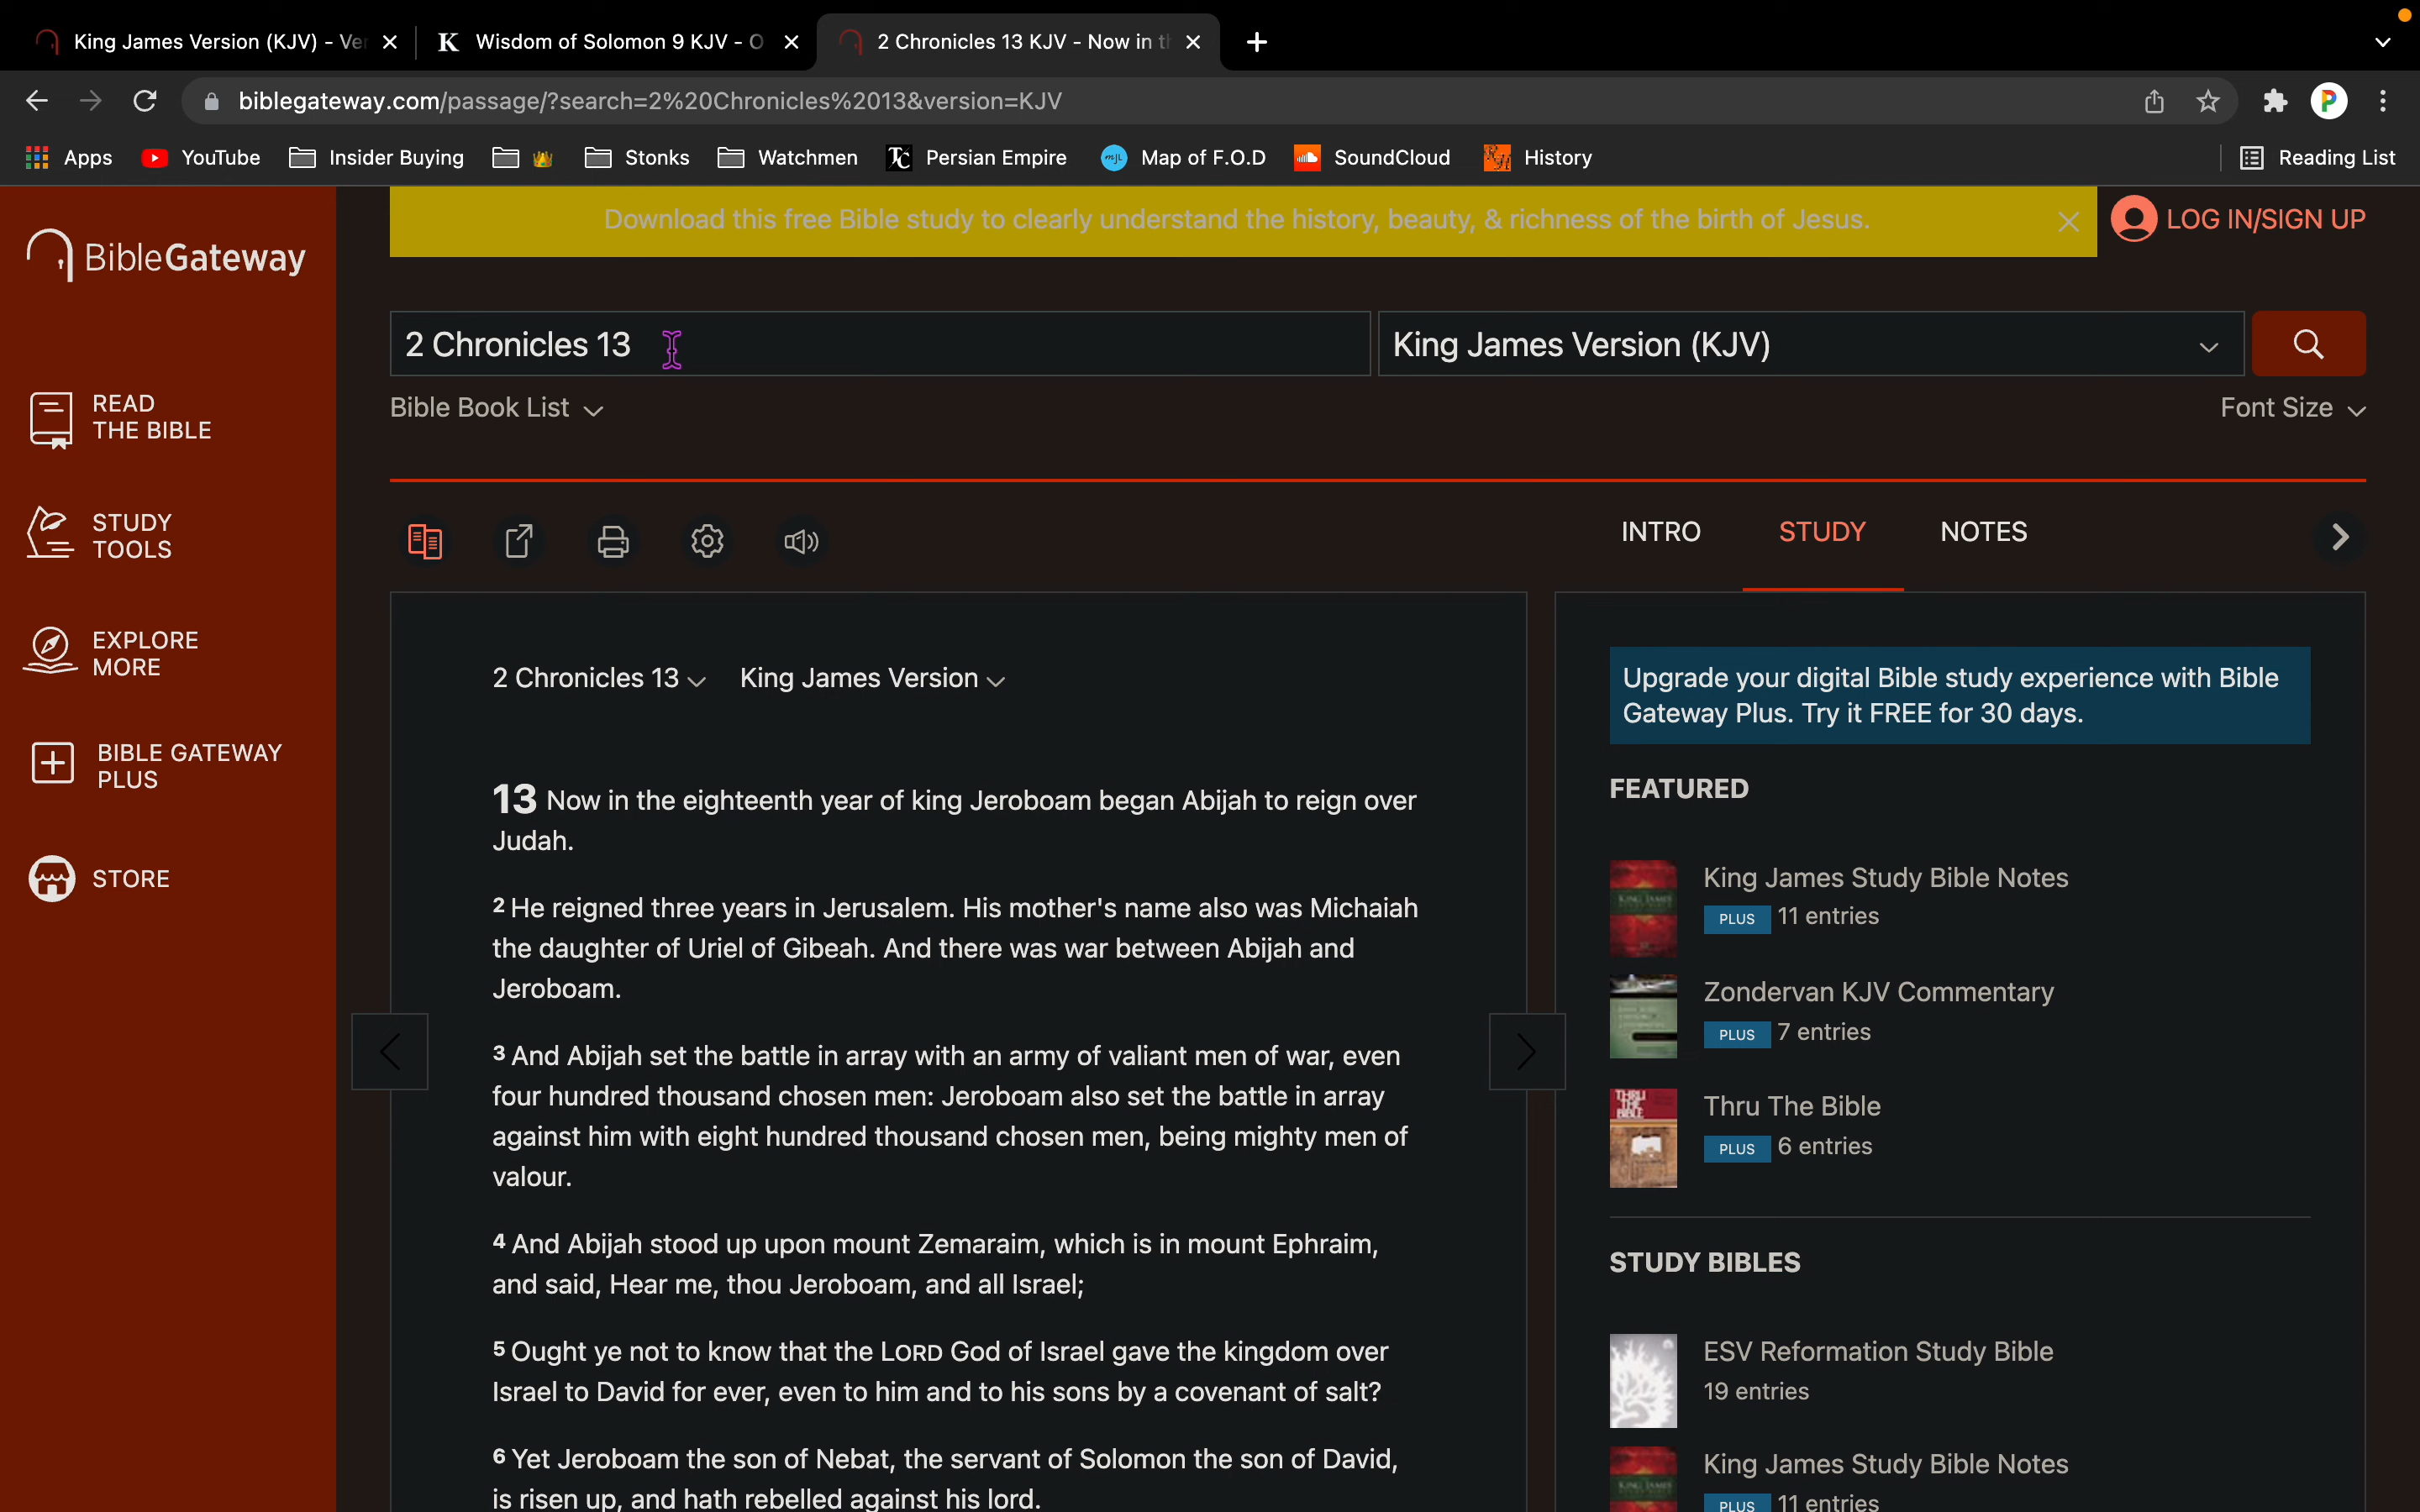 King James Version (KJV) - Ver
Wisdom of Solomon 9 KJV - O
2 Chronicles 13 KJV - Now in th
biblegateway.com/passage/?search=2%20Chronicles%2013&version=KJV
Apps
YouTube
Insider Buying
Stonks
Watchmen
Persian Empire
Map of F.O.D
SoundCloud
History
Reading List
Download this free Bible study to clearly understand the history, beauty, & richness of the birth of Jesus.
LOG IN/SIGN UP
BibleGateway
2 Chronicles 13
King James Version (KJV)
Bible Book List
Font Size
READ
THE BIBLE
STUDY
TOOLS
EXPLORE
MORE
BIBLE GATEWAY
PLUS
STORE
INTRO
STUDY
NOTES
2 Chronicles 13
King James Version
13 Now in the eighteenth year of king Jeroboam began Abijah to reign over
Judah.
2 He reigned three years in Jerusalem. His mother's name also was Michaiah
the daughter of Uriel of Gibeah. And there was war between Abijah and
Jeroboam.
3 And Abijah set the battle in array with an army of valiant men of war, even
four hundred thousand chosen men: Jeroboam also set the battle in array
against him with eight hundred thousand chosen men, being mighty men of
valour.
4 And Abijah stood up upon mount Zemaraim, which is in mount Ephraim,
and said, Hear me, thou Jeroboam, and all Israel;
5 Ought ye not to know that the LORD God of Israel gave the kingdom over
Israel to David for ever, even to him and to his sons by a covenant of salt?
6 Yet Jeroboam the son of Nebat, the servant of Solomon the son of David,
is risen up, and hath rebelled against his lord.
Upgrade your digital Bible study experience with Bible
Gateway Plus. Try it FREE for 30 days.
FEATURED
King James Study Bible Notes
PLUS 11 entries
Zondervan KJV Commentary
PLUS 7 entries
THRU
THE
BIBLE
Thru The Bible
PLUS 6 entries
STUDY BIBLES
ESV Reformation Study Bible
19 entries
King James Study Bible Notes
PLUS 11 entries